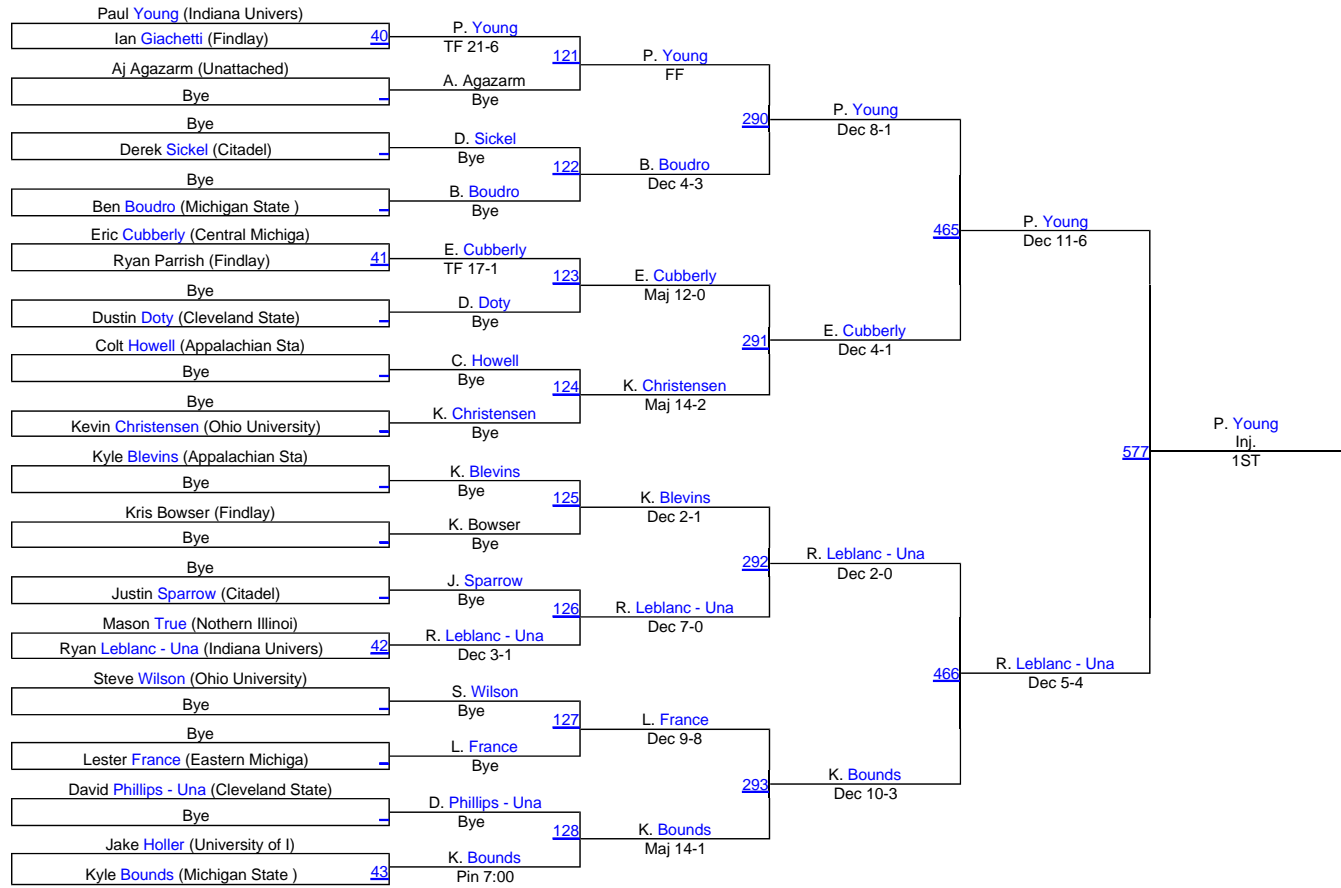 Paul Young (Indiana Univers)
Ian Giachetti (Findlay)
40
Aj Agazarm (Unattached)
Bye
Bye
Derek Sickel (Citadel)
Bye
Ben Boudro (Michigan State )
Eric Cubberly (Central Michiga)
Ryan Parrish (Findlay)
41
Bye
Dustin Doty (Cleveland State)
Colt Howell (Appalachian Sta)
Bye
Bye
Kevin Christensen (Ohio University)
Kyle Blevins (Appalachian Sta)
Bye
Kris Bowser (Findlay)
Bye
Bye
Justin Sparrow (Citadel)
Mason True (Nothern Illinoi)
Ryan Leblanc - Una (Indiana Univers)
42
Steve Wilson (Ohio University)
Bye
Bye
Lester France (Eastern Michiga)
David Phillips - Una (Cleveland State)
Bye
Jake Holler (University of I)
Kyle Bounds (Michigan State )
43
P. Young
TF 21-6
121
A. Agazarm
Bye
D. Sickel
Bye
122
B. Boudro
Bye
E. Cubberly
TF 17-1
123
D. Doty
Bye
C. Howell
Bye
124
K. Christensen
Bye
K. Blevins
Bye
125
K. Bowser
Bye
J. Sparrow
Bye
126
R. Leblanc - Una
Dec 3-1
S. Wilson
Bye
127
L. France
Bye
D. Phillips - Una
Bye
128
K. Bounds
Pin 7:00
P. Young
FF
290
B. Boudro
Dec 4-3
E. Cubberly
Maj 12-0
291
K. Christensen
Maj 14-2
K. Blevins
Dec 2-1
292
R. Leblanc - Una
Dec 7-0
L. France
Dec 9-8
293
K. Bounds
Maj 14-1
P. Young
Dec 8-1
465
E. Cubberly
Dec 4-1
R. Leblanc - Una
Dec 2-0
466
K. Bounds
Dec 10-3
P. Young
Dec 11-6
577
R. Leblanc - Una
Dec 5-4
P. Young
Inj.
1ST